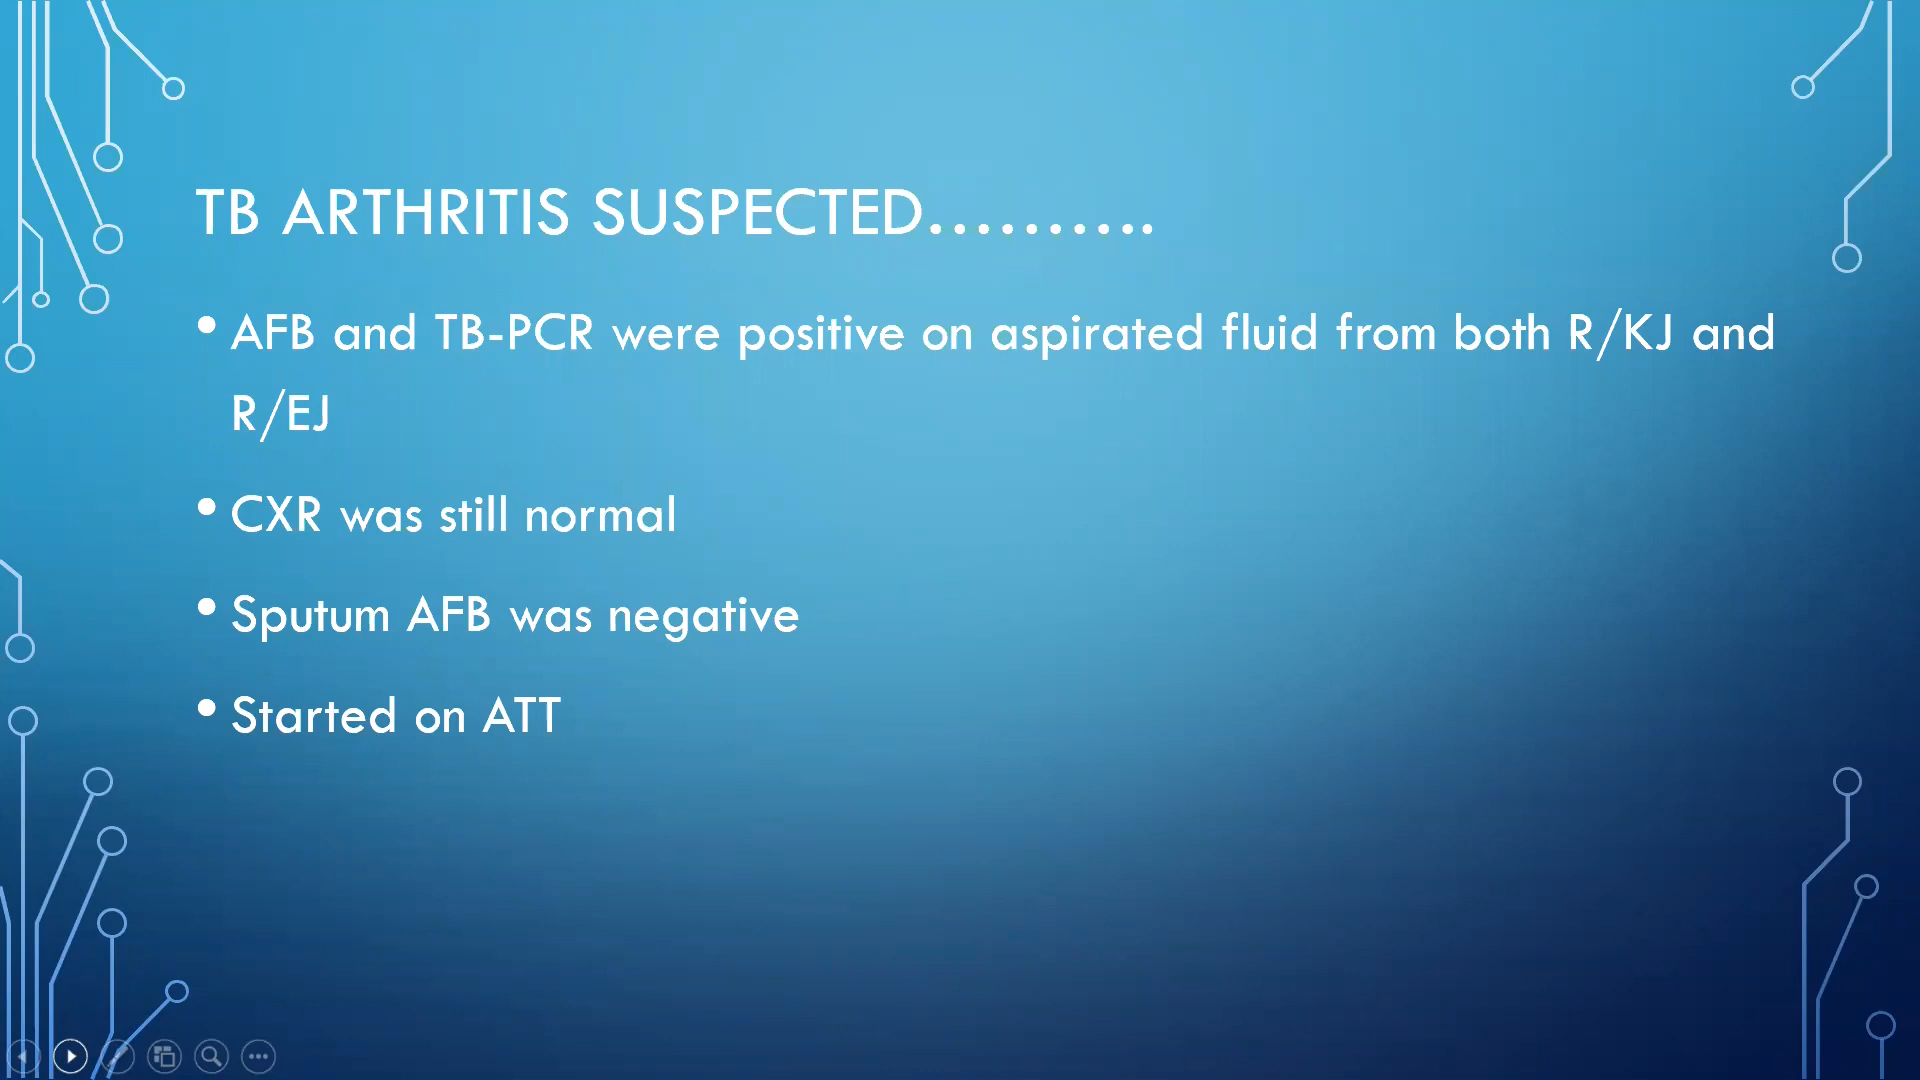 TB ARTHRITIS SUSPECTED..........
• AFB and TB-PCR were positive on aspirated fluid from both R/KJ and
R/EJ
• CXR was still normal
• Sputum AFB was negative
• Started on ATT